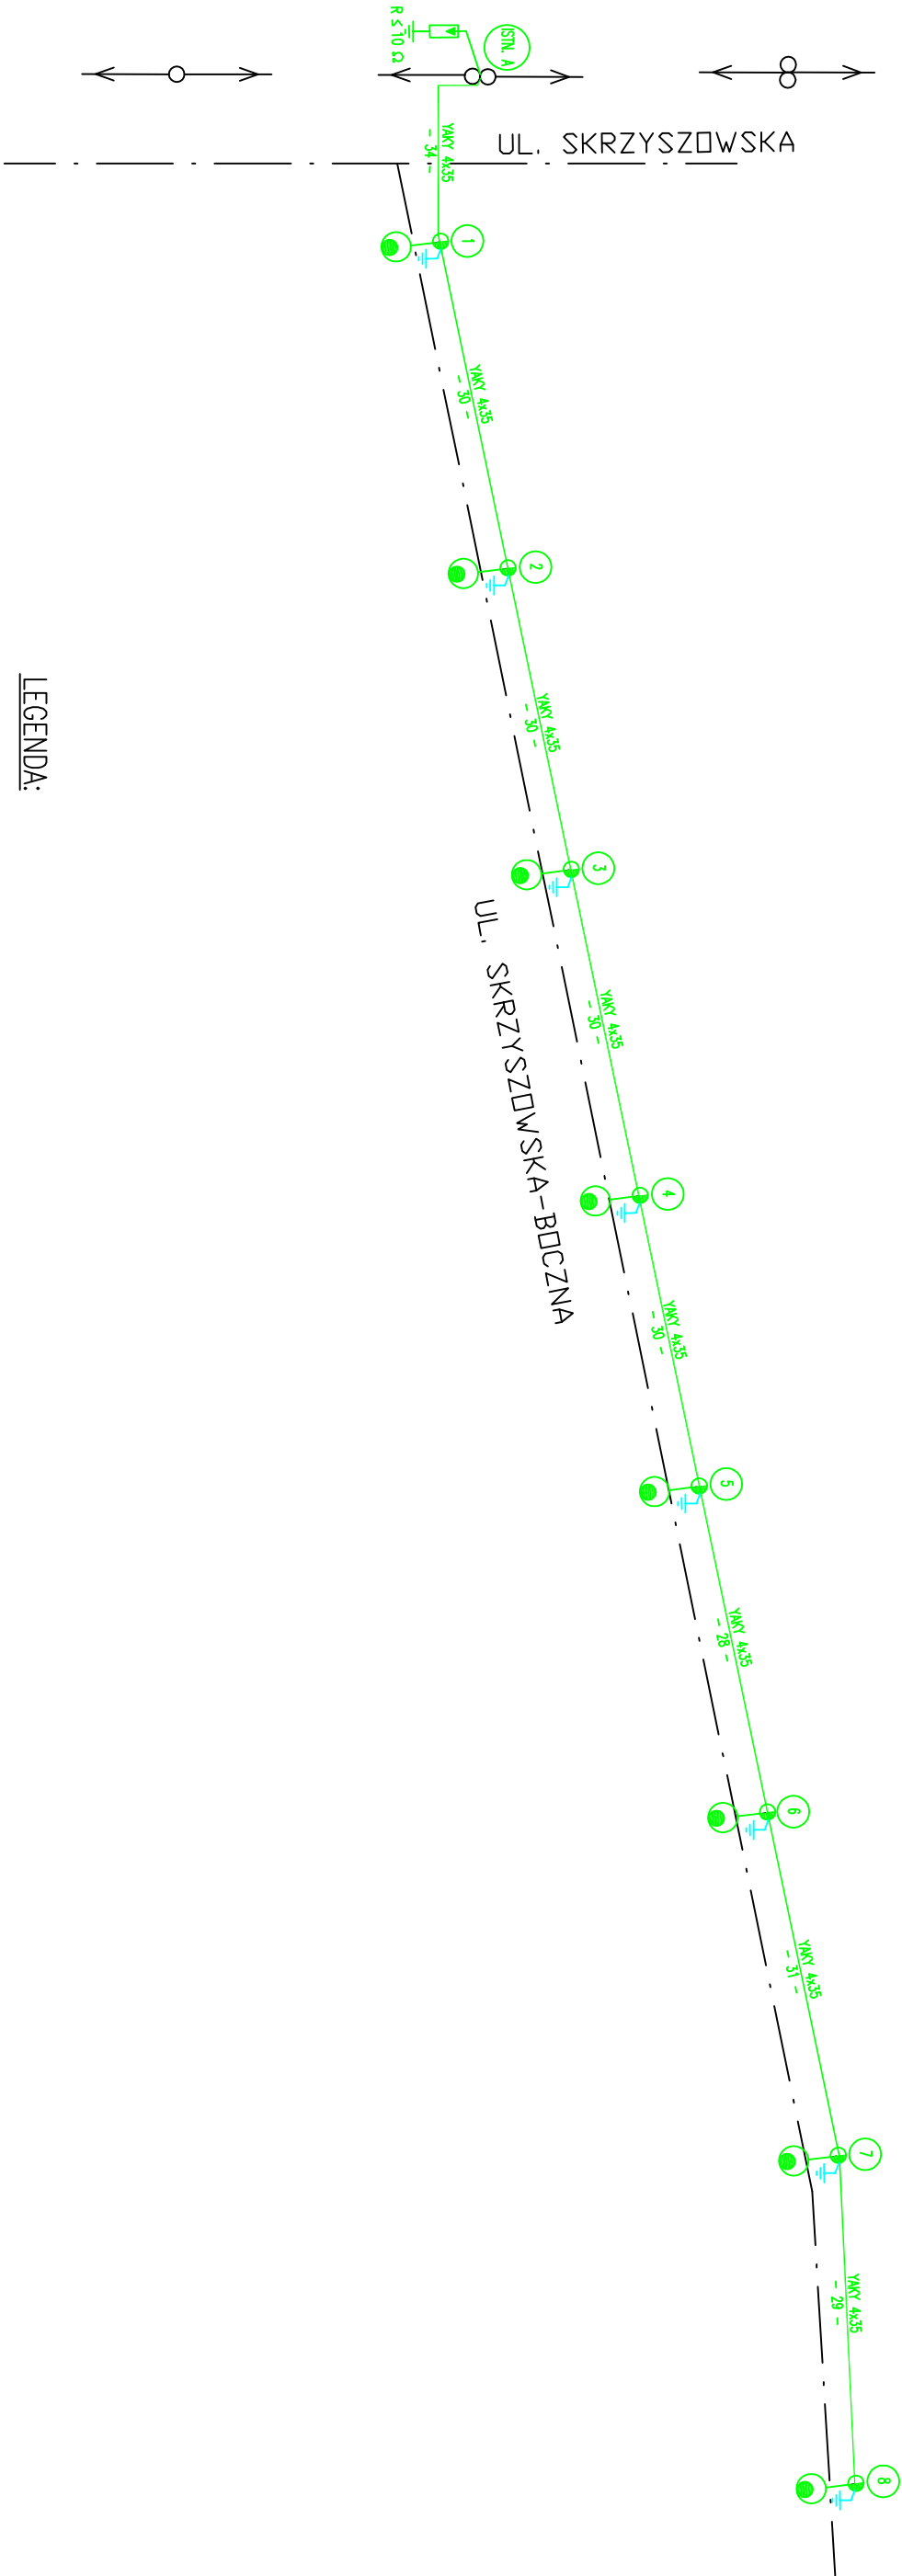 ISTN. A
R ≤ 10 Ω
UL. SKRZYSZOWSKA
YAKY 4x35
- 34 -
1
YAKY 4x35
- 30 -
2
YAKY 4x35
- 30 -
3
YAKY 4x35
- 30 -
4
UL. SKRZYSZOWSKA-BOCZNA
YAKY 4x35
- 30 -
5
YAKY 4x35
- 28 -
6
YAKY 4x35
- 31 -
7
YAKY 4x35
- 29 -
8
LEGENDA: